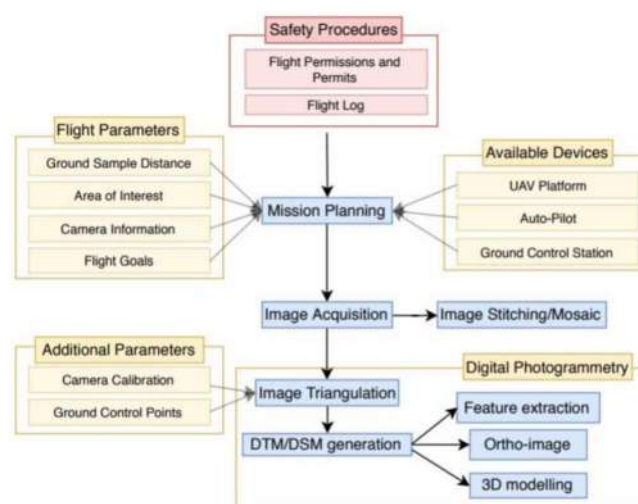 Safety Procedures
Flight Permissions and
Permits
Flight Log
Flight Parameters
Ground Sample Distance
Area of Interest
Camera Information
Flight Goals
Available Devices
UAV Platform
Auto-Pilot
Ground Control Station
Mission Planning
Image Acquisition
Image Stitching/Mosaic
Additional Parameters
Camera Calibration
Ground Control Points
Digital Photogrammetry
Image Triangulation
DTM/DSM generation
Feature extraction
Ortho-image
3D modelling